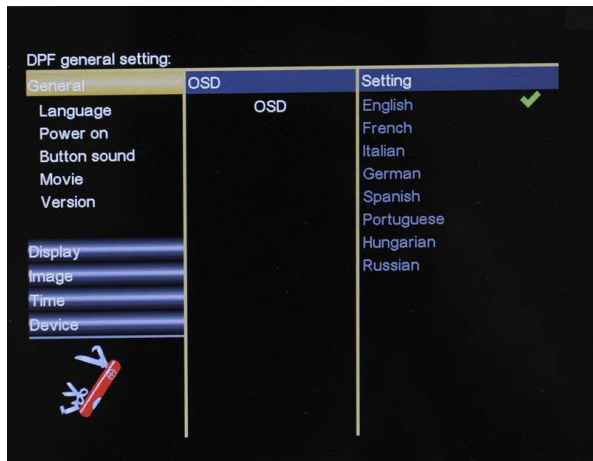 DPF general setting:
General
OSD
Setting
Language
Power on
Button sound
Movie
Version
OSD
English
French
Italian
German
Spanish
Portuguese
Hungarian
Russian
Display
Image
Time
Device